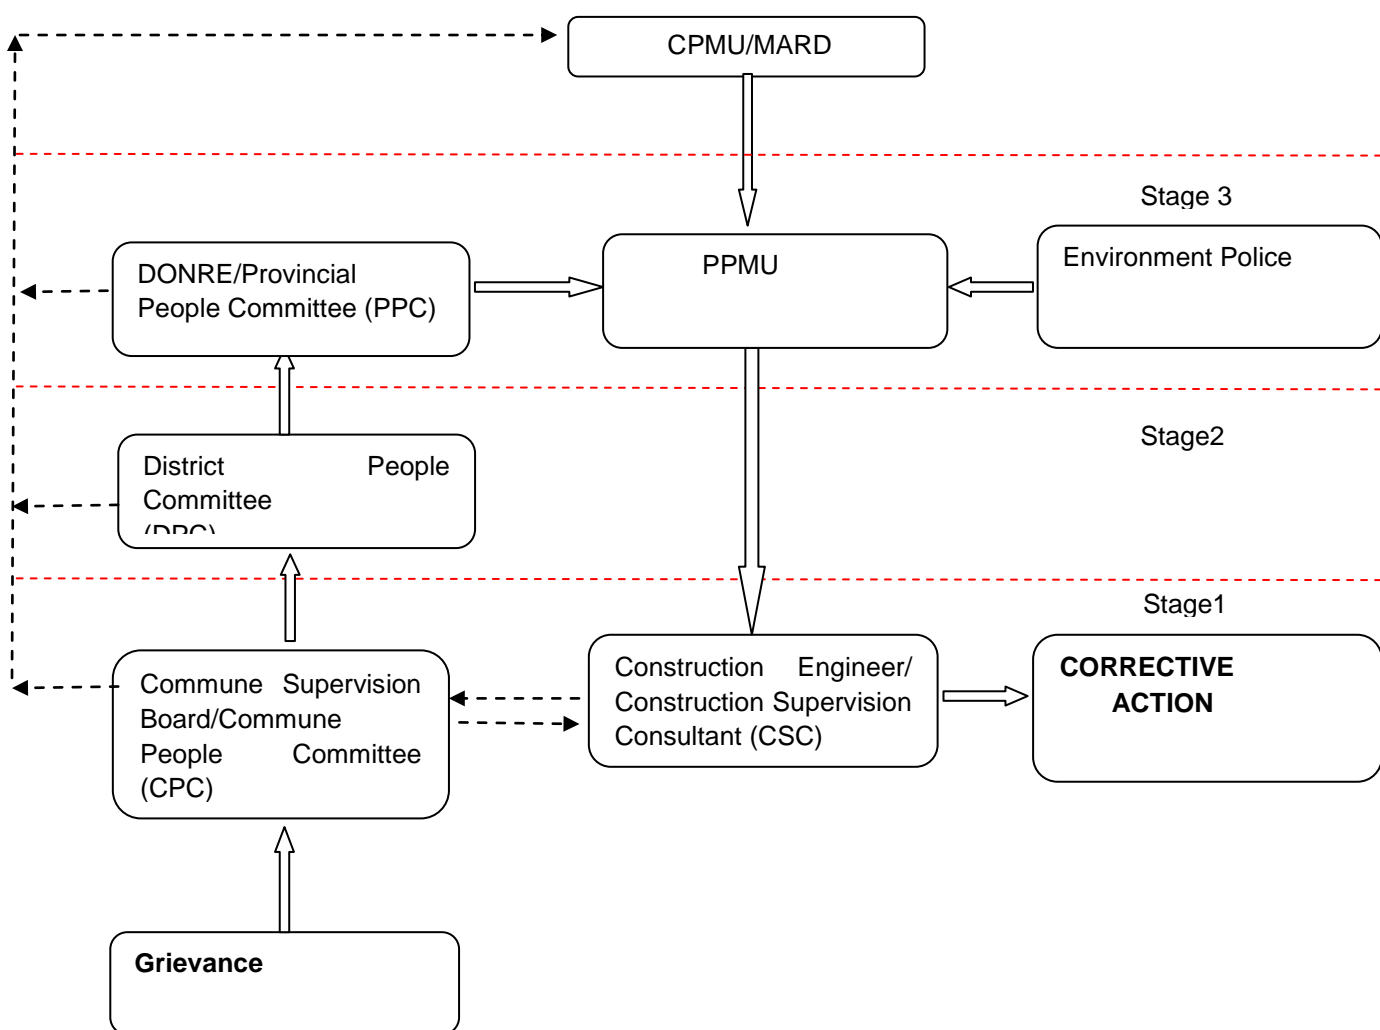 CPMU/MARD
Stage 3
DONRE/Provincial
People Committee (PPC)
PPMU
Environment Police
Stage2
District People
Committee
(DPC)
Stage1
Commune Supervision
Board/Commune
People Committee
(CPC)
Construction Engineer/
Construction Supervision
Consultant (CSC)
CORRECTIVE
ACTION
Grievance